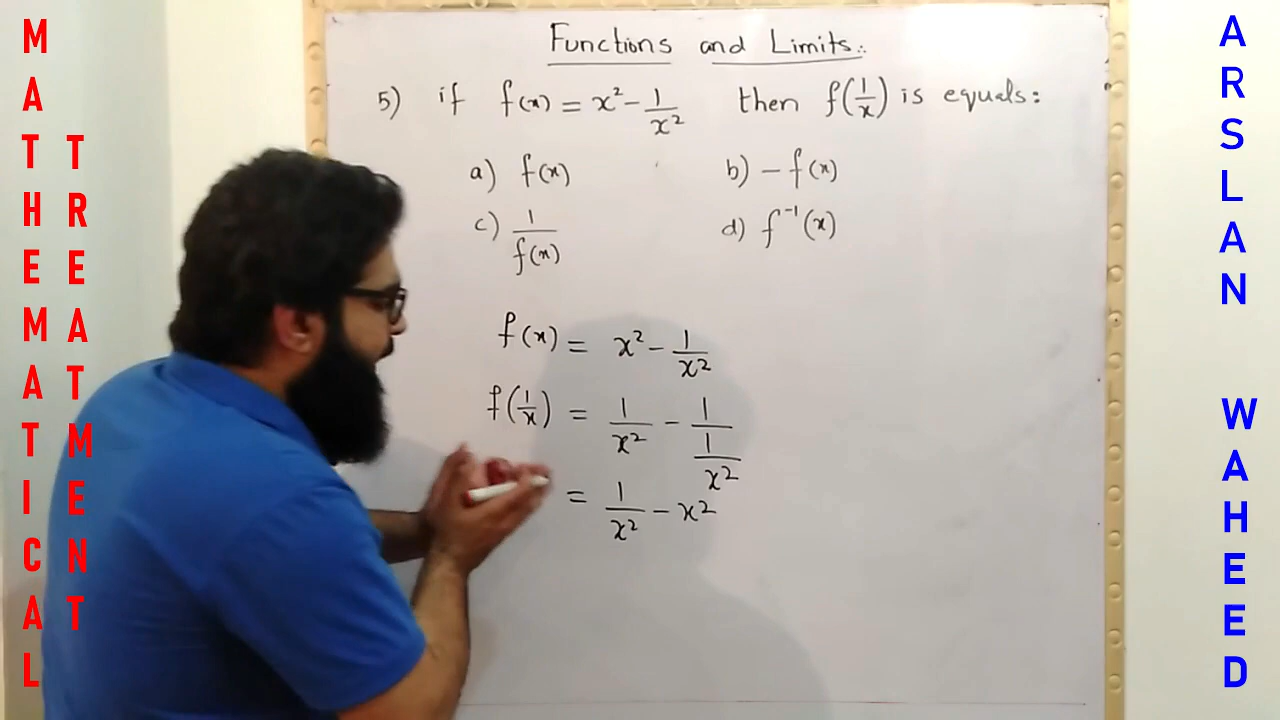 MATHEMATICAL
TREATMENT
Functions and Limits:
5) if f(x) = x² - 1/x² then f(1/x) is equals:
a) f(x) b) - f(x)
c) 1/f(x) d) f⁻¹(x)
f(x) = x² - 1/x²
f(1/x) = 1/x² - 1/(1/x²)
= 1/x² - x²
ARSLAN WAHEED